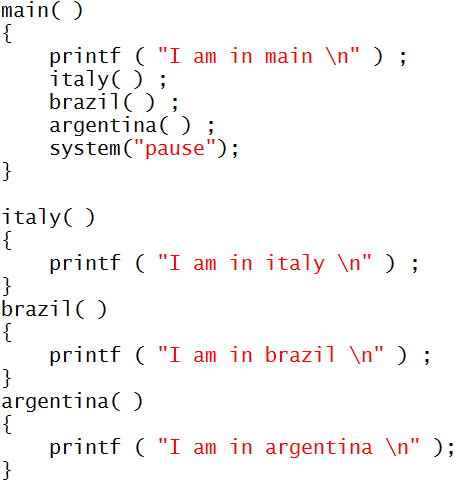 main( )
{
    printf ( "I am in main \n" ) ;
    italy( ) ;
    brazil( ) ;
    argentina( ) ;
    system("pause");
}

italy( )
{
    printf ( "I am in italy \n" ) ;
}
brazil( )
{
    printf ( "I am in brazil \n" ) ;
}
argentina( )
{
    printf ( "I am in argentina \n" );
}